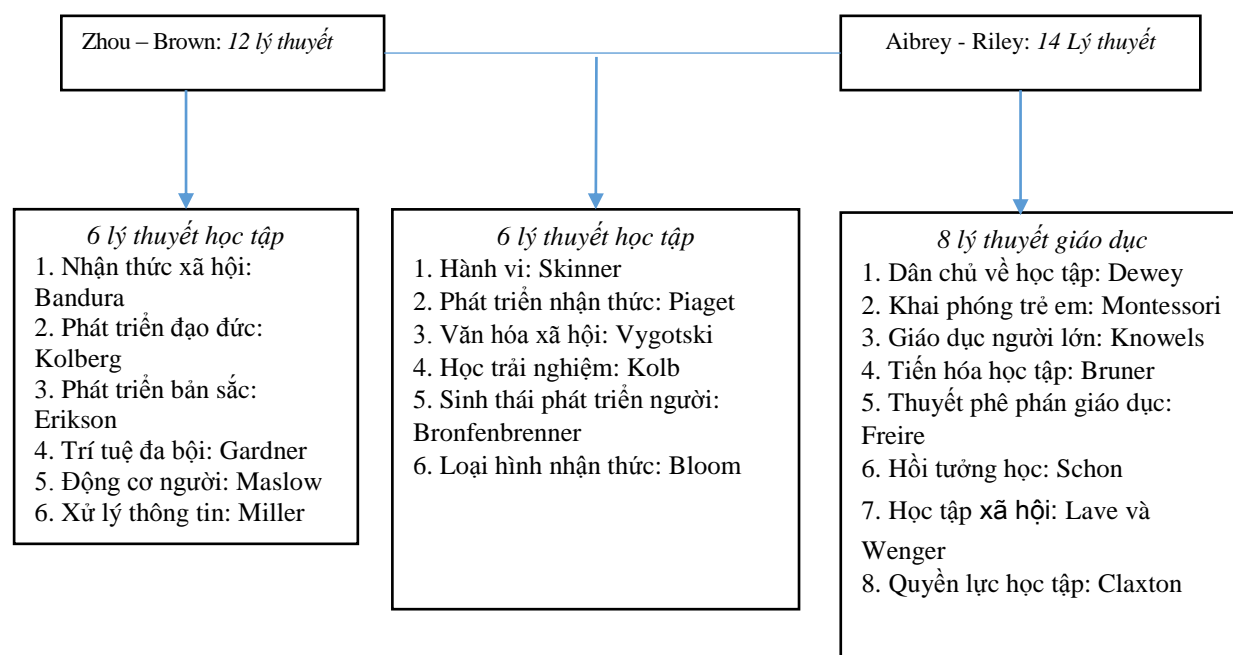 Zhou – Brown: 12 lý thuyết
Aibrey - Riley: 14 Lý thuyết
6 lý thuyết học tập
1. Nhận thức xã hội:
Bandura
2. Phát triển đạo đức:
Kolberg
3. Phát triển bản sắc:
Erikson
4. Trí tuệ đa bội: Gardner
5. Động cơ người: Maslow
6. Xử lý thông tin: Miller
6 lý thuyết học tập
1. Hành vi: Skinner
2. Phát triển nhận thức: Piaget
3. Văn hóa xã hội: Vygotski
4. Học trải nghiệm: Kolb
5. Sinh thái phát triển người:
Bronfenbrenner
6. Loại hình nhận thức: Bloom
8 lý thuyết giáo dục
1. Dân chủ về học tập: Dewey
2. Khai phóng trẻ em: Montessori
3. Giáo dục người lớn: Knowels
4. Tiến hóa học tập: Bruner
5. Thuyết phê phán giáo dục:
Freire
6. Hồi tưởng học: Schon
7. Học tập xã hội: Lave và
Wenger
8. Quyền lực học tập: Claxton